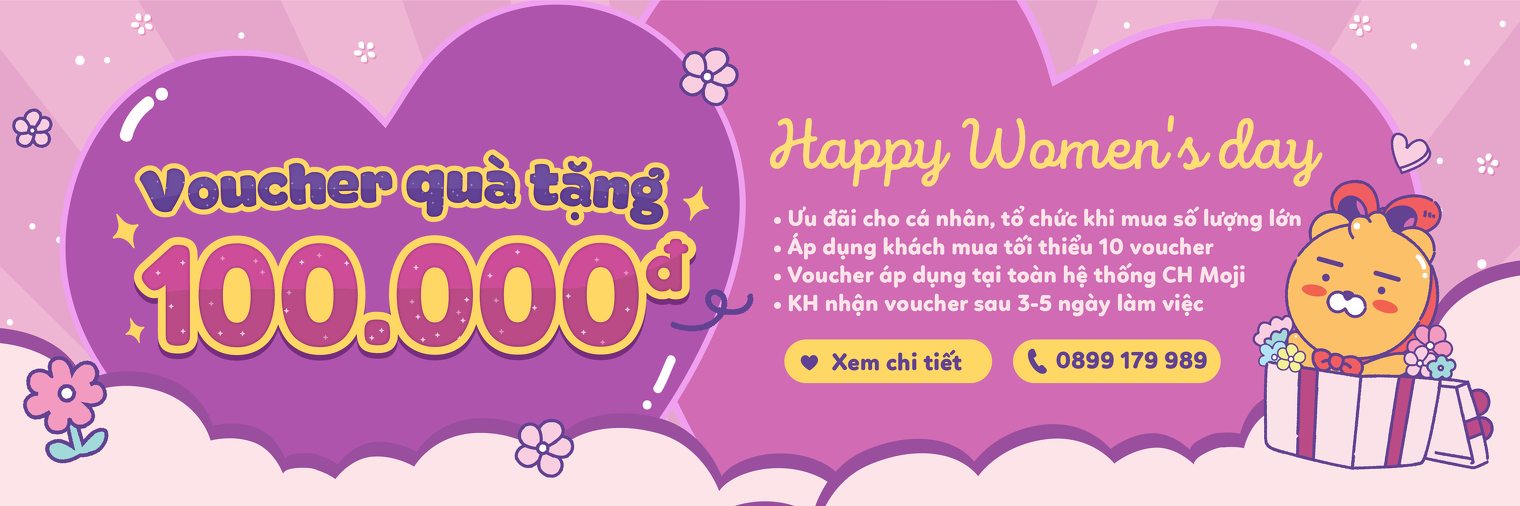 Voucher quà tặng
100.000đ
Happy Women's day
• Ưu đãi cho cá nhân, tổ chức khi mua số lượng lớn
• Áp dụng khách mua tối thiểu 10 voucher
• Voucher áp dụng tại toàn hệ thống CH Moji
• KH nhận voucher sau 3-5 ngày làm việc
Xem chi tiết
0899 179 989